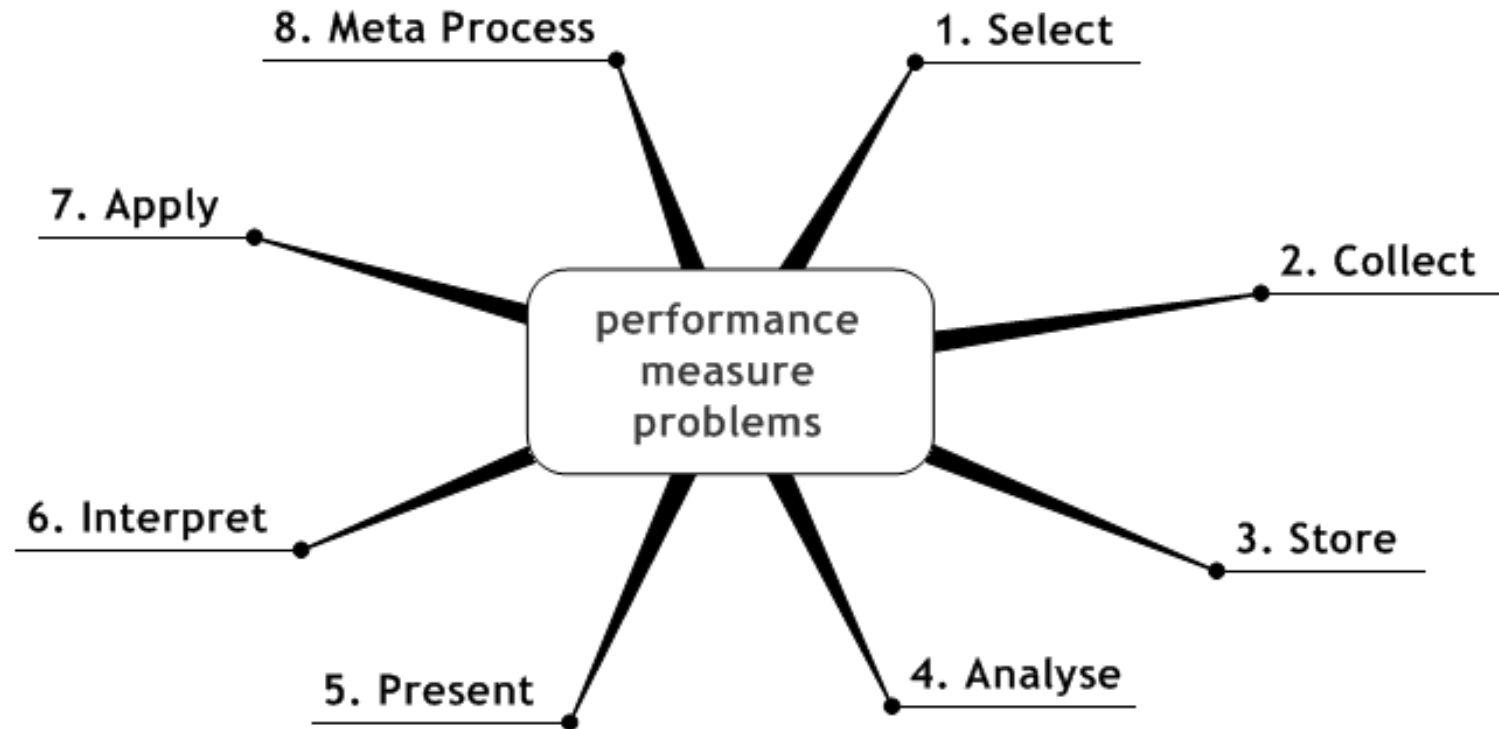 performance
measure
problems
1. Select
2. Collect
3. Store
4. Analyse
5. Present
6. Interpret
7. Apply
8. Meta Process